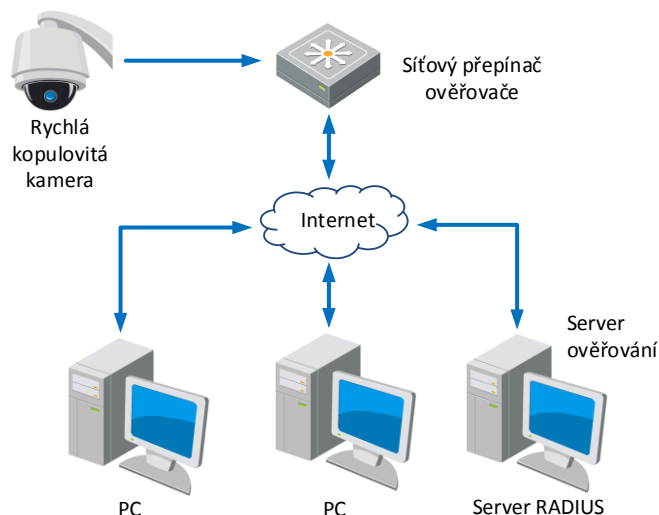 Síťový přepínač
ověřovače
Rychlá
kopulovitá
kamera
Internet
Server
ověřování
PC
PC
Server RADIUS